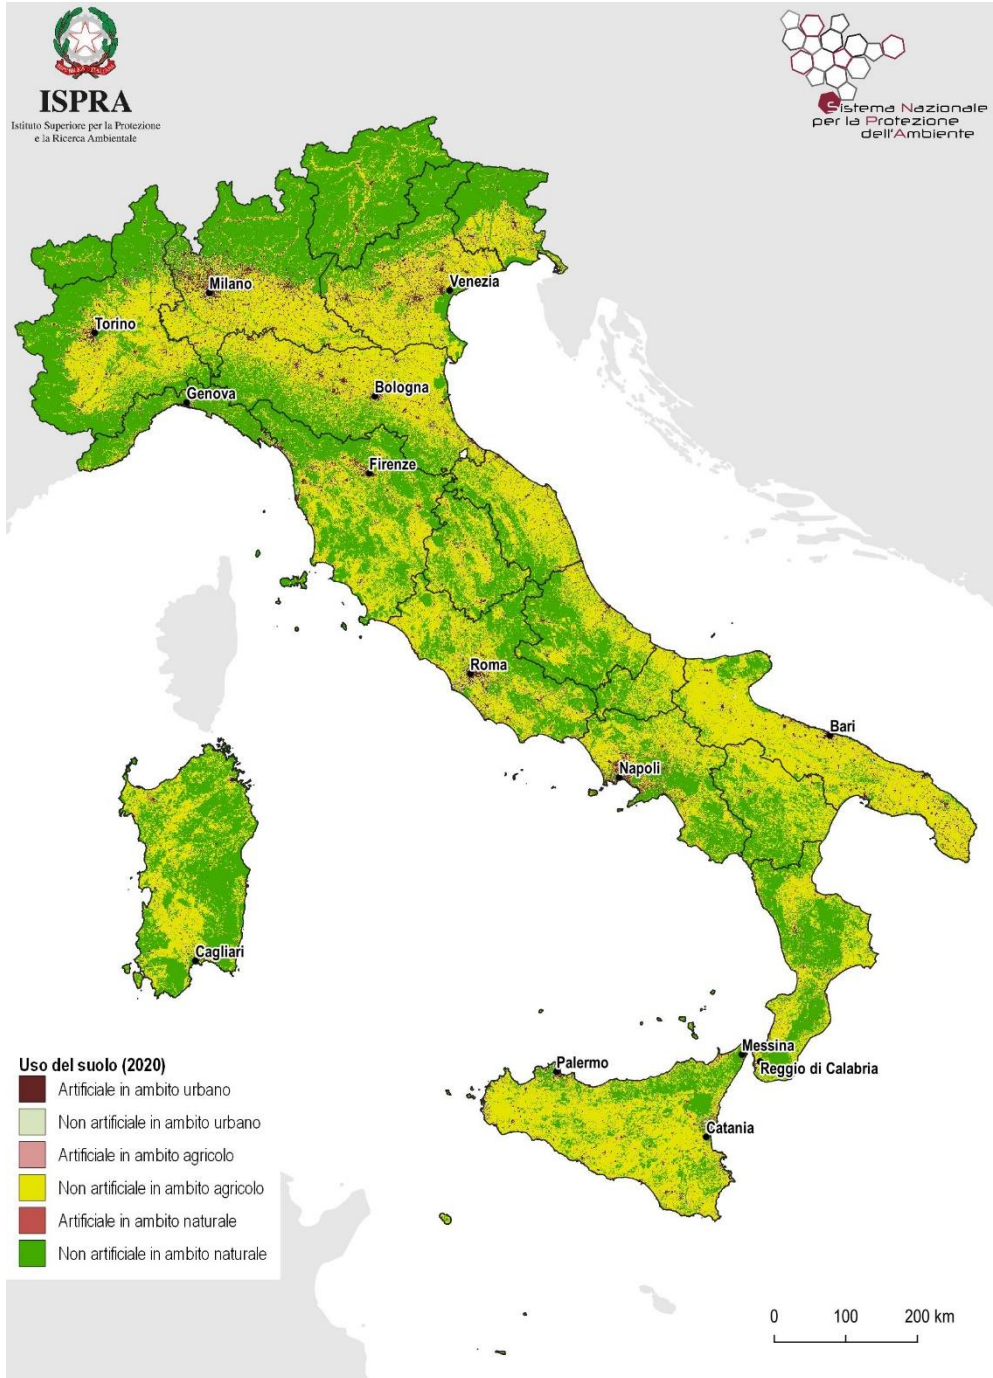 ISPRA
Istituto Superiore per la Protezione
e la Ricerca Ambientale
Sistema Nazionale
per la Protezione
dell'Ambiente
Milano
Venezia
Torino
Genova
Bologna
Firenze
Roma
Bari
Napoli
Cagliari
Messina
Palermo
Reggio di Calabria
Catania
Uso del suolo (2020)
Artificiale in ambito urbano
Non artificiale in ambito urbano
Artificiale in ambito agricolo
Non artificiale in ambito agricolo
Artificiale in ambito naturale
Non artificiale in ambito naturale
0 100 200 km